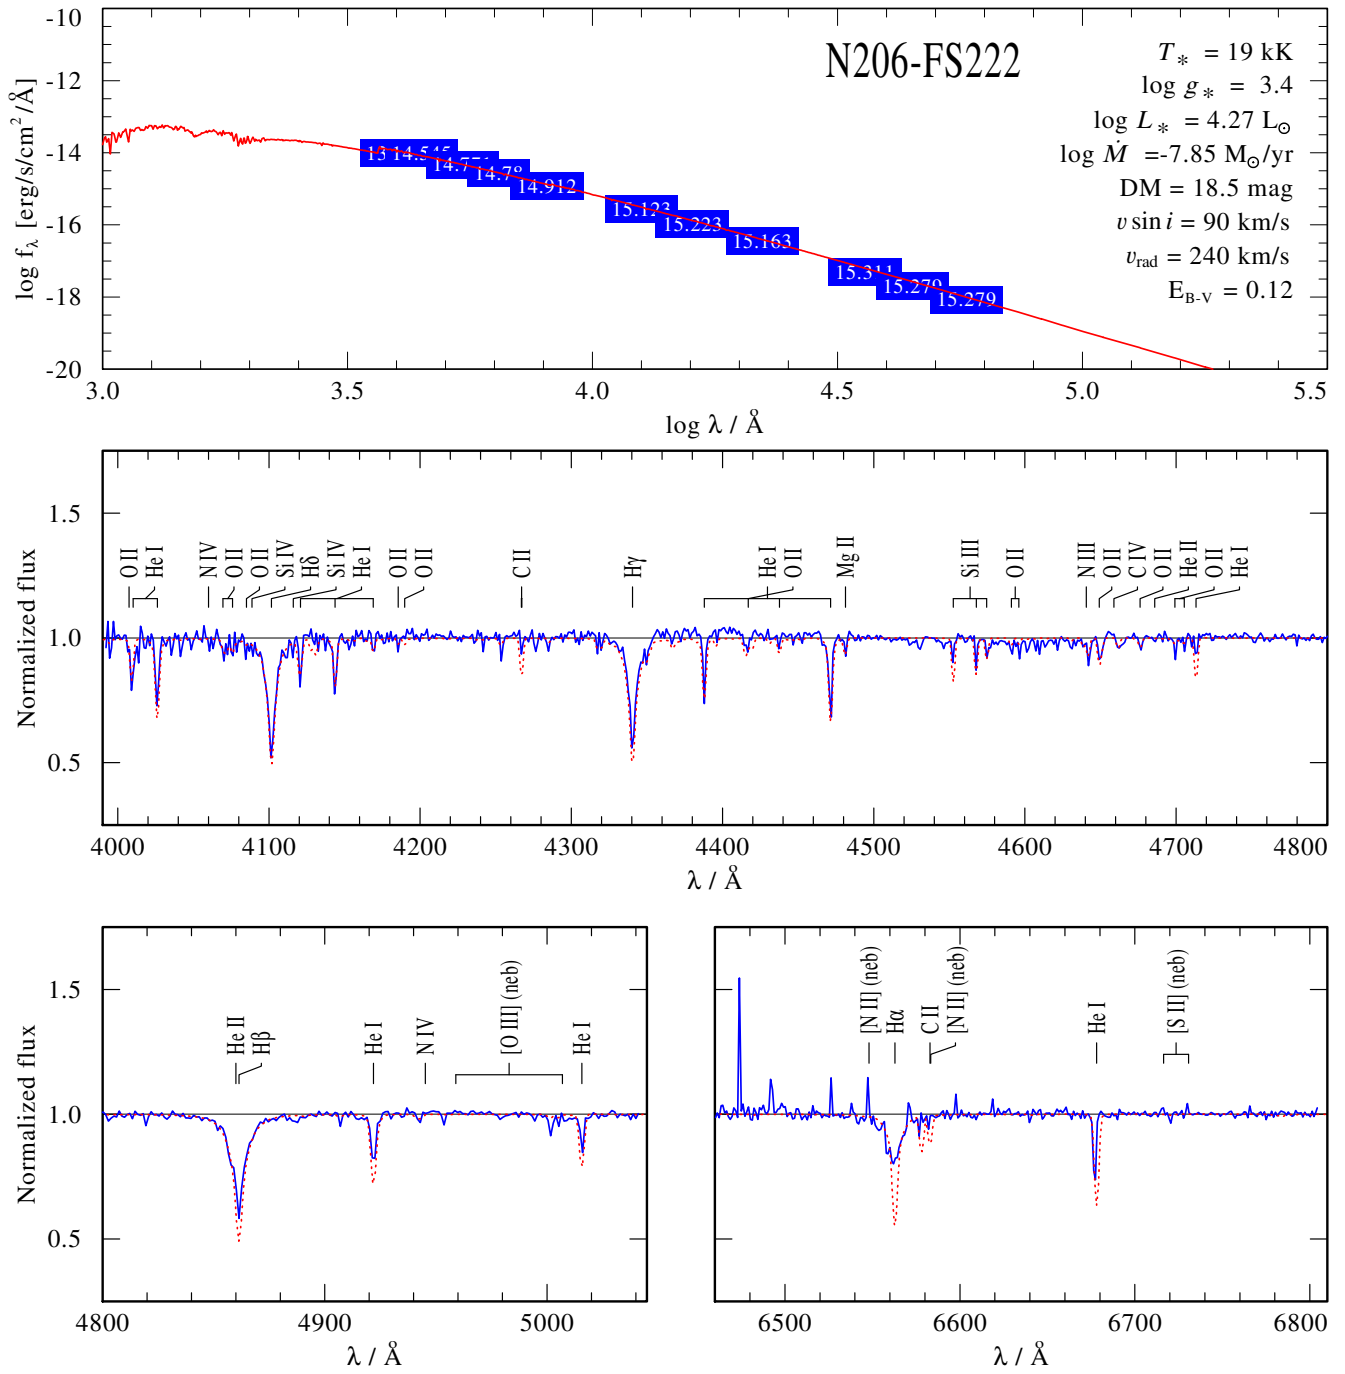 N206-FS222
T* = 19 kK
log g* = 3.4
log L* = 4.27 L⊙
log Ṁ =-7.85 M⊙/yr
DM = 18.5 mag
v sin i = 90 km/s
vrad = 240 km/s
EB-V = 0.12
log fλ [erg/s/cm²/Å]
-10
-12
-14
-16
-18
-20
14.545
14.78
14.912
15.123
15.223
15.163
15.311
15.279
15.279
3.0 3.5 4.0 4.5 5.0 5.5
log λ / Å
Normalized flux
1.5
1.0
0.5
O II He I N IV O II O II Si IV Hδ Si IV He I O II O II C II Hγ He I O II Mg II Si III O II N III O II C IV O II He II O II He I
4000 4100 4200 4300 4400 4500 4600 4700 4800
λ / Å
Normalized flux
1.5
1.0
0.5
He II Hβ He I N IV [O III] (neb) He I
4800 4900 5000
λ / Å
[N II] (neb) Hα C II [N II] (neb) He I [S II] (neb)
6500 6600 6700 6800
λ / Å